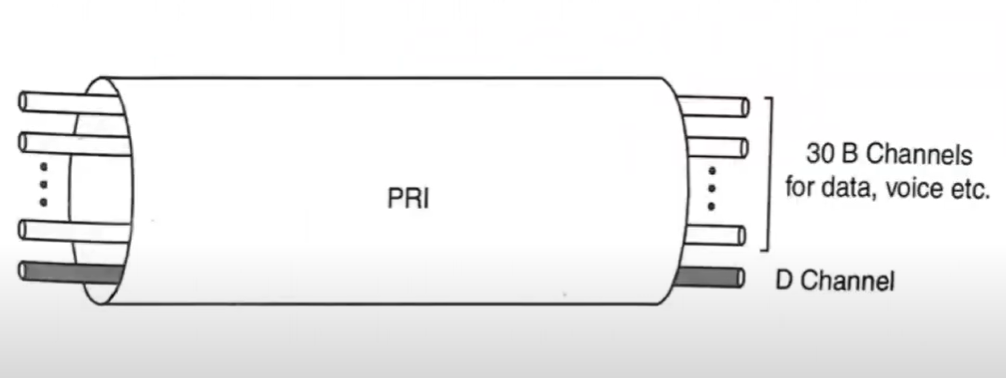 PRI
30 B Channels
for data, voice etc.
D Channel